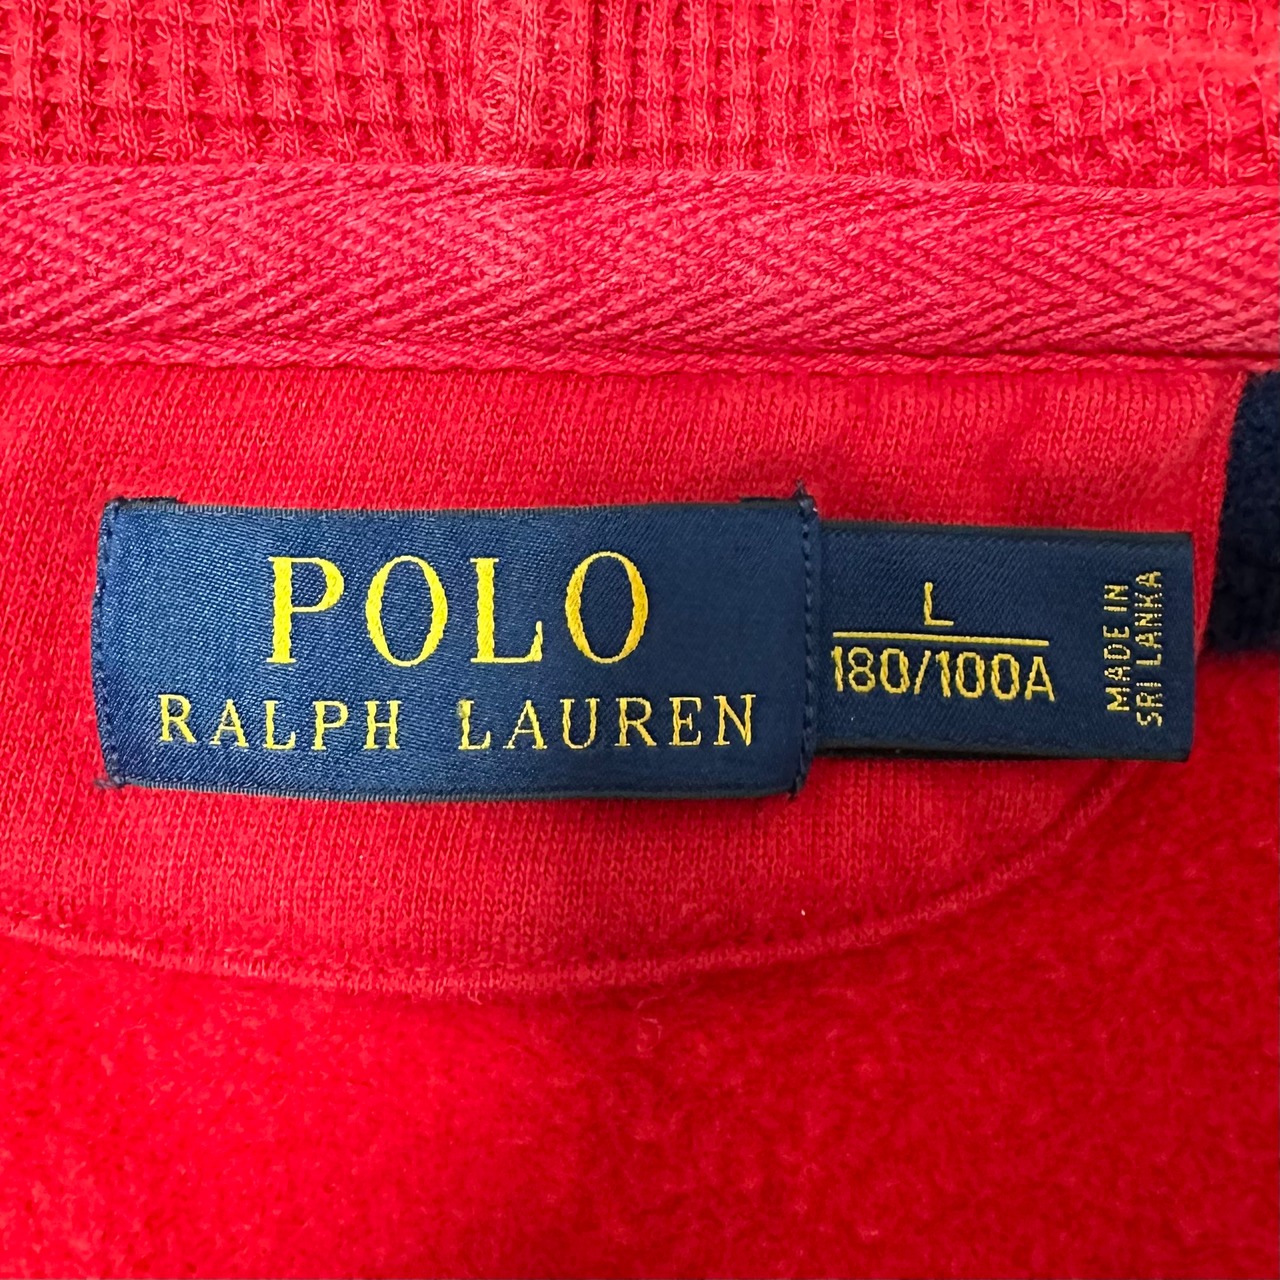 POLO
RALPH LAUREN
L
180/100A
MADE IN
SRI LANKA